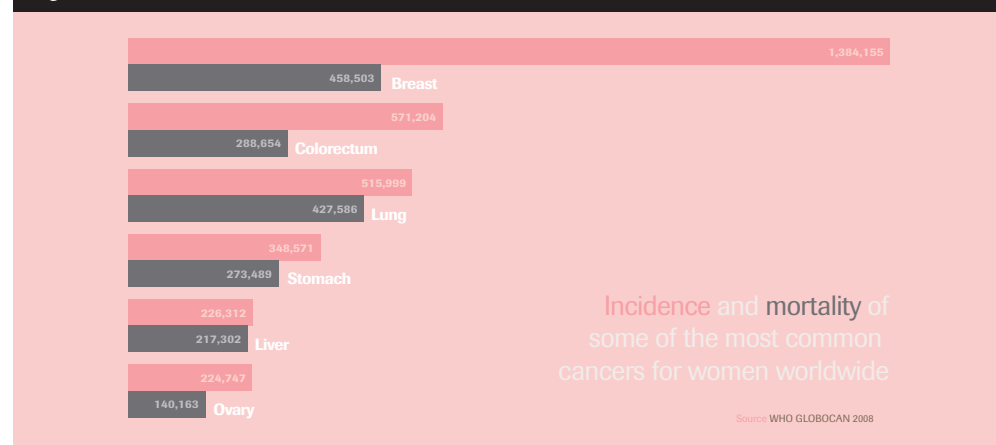 1,384,155
458,503 Breast
571,204
288,654 Colorectum
515,999
427,586 Lung
348,571
273,489 Stomach
226,312
217,302 Liver
224,747
140,163 Ovary
Incidence and mortality of
some of the most common
cancers for women worldwide
Source WHO GLOBOCAN 2008